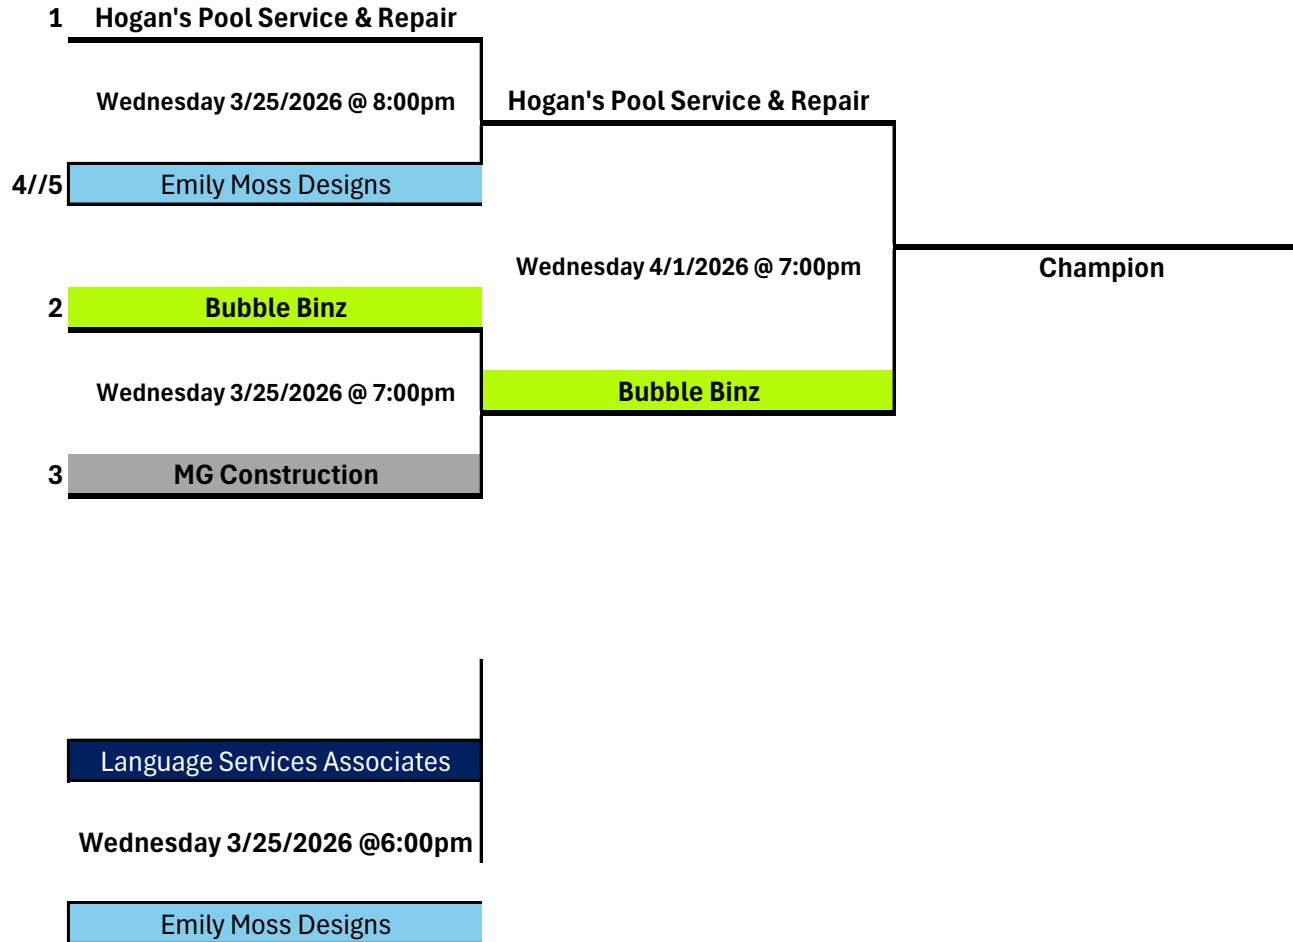 1 Hogan's Pool Service & Repair
Wednesday 3/25/2026 @ 8:00pm
Hogan's Pool Service & Repair
4//5 Emily Moss Designs
Wednesday 4/1/2026 @ 7:00pm
Champion
2 Bubble Binz
Wednesday 3/25/2026 @ 7:00pm
Bubble Binz
3 MG Construction
Language Services Associates
Wednesday 3/25/2026 @6:00pm
Emily Moss Designs